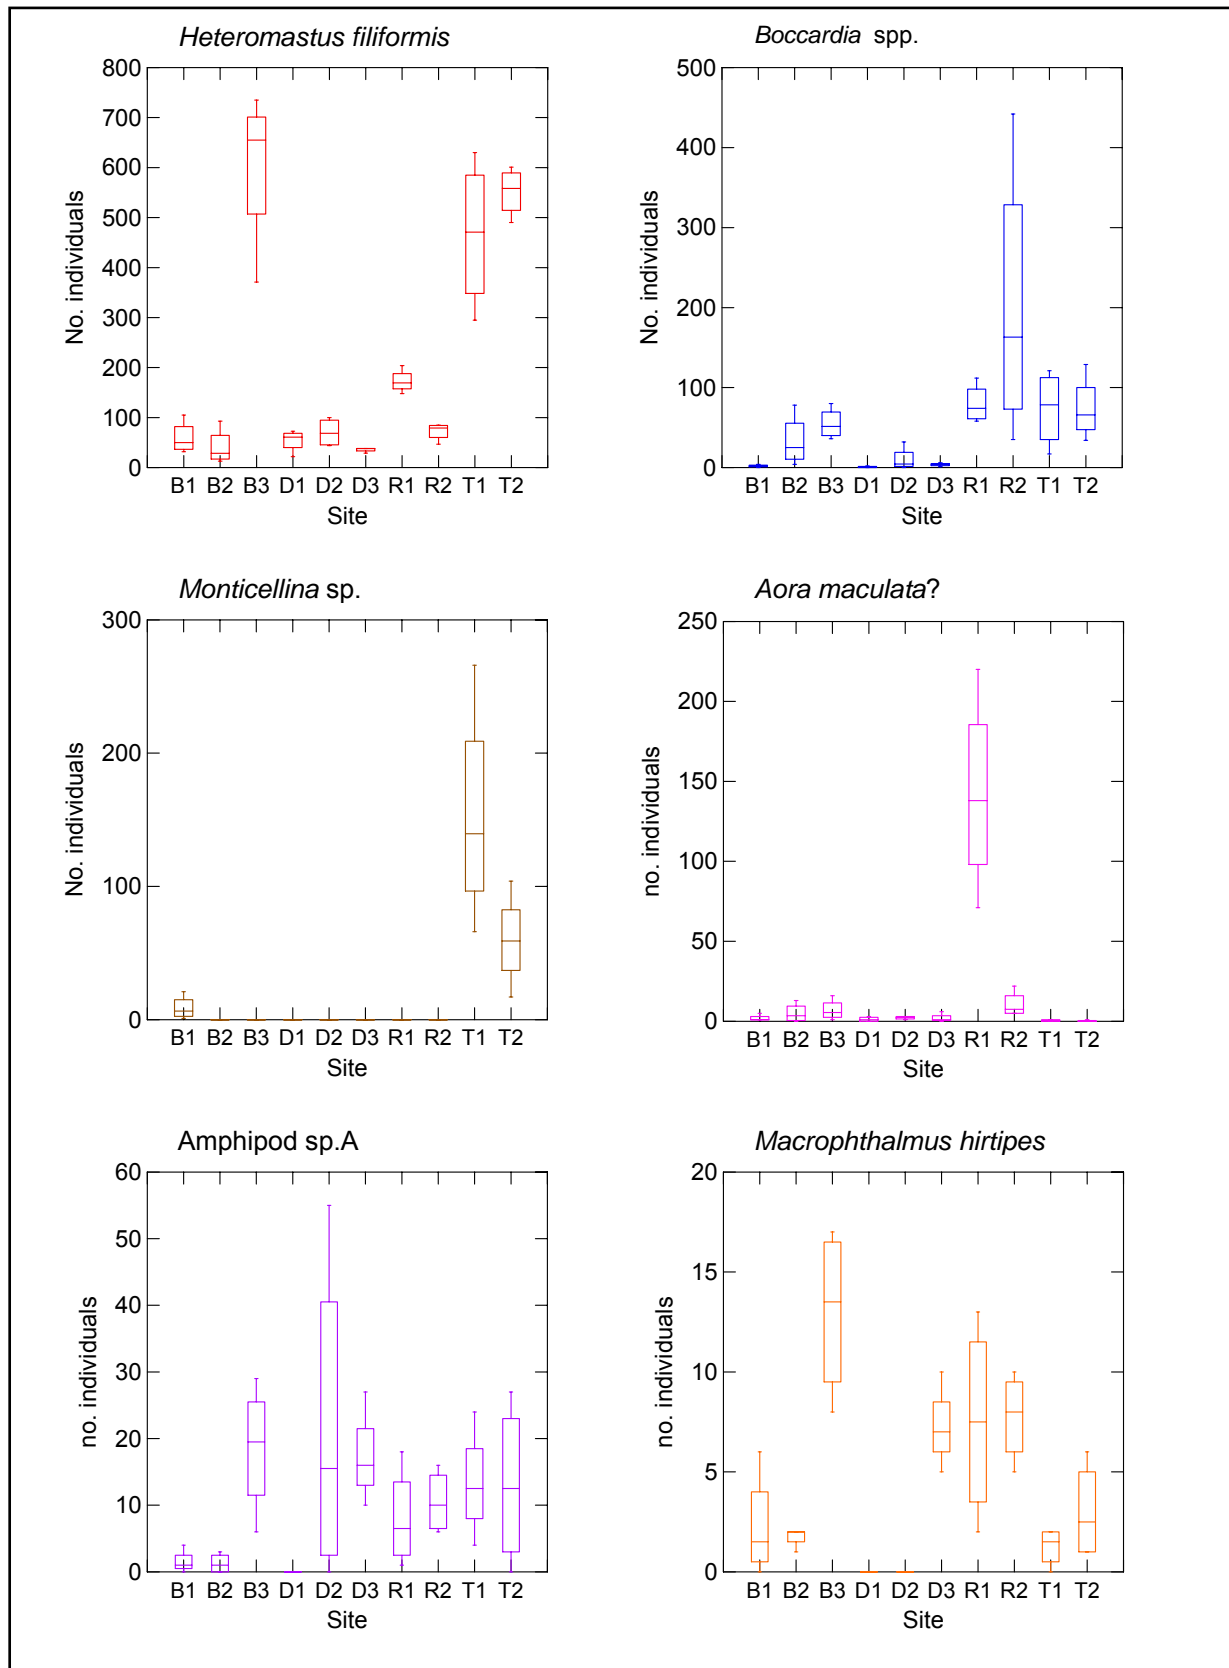 Heteromastus filiformis
800
700
600
500
400
300
200
100
0
No. individuals
B1 B2 B3 D1 D2 D3 R1 R2 T1 T2
Site
Boccardia spp.
500
400
300
200
100
0
No. individuals
B1 B2 B3 D1 D2 D3 R1 R2 T1 T2
Site
Monticellina sp.
300
200
100
0
No. individuals
B1 B2 B3 D1 D2 D3 R1 R2 T1 T2
Site
Aora maculata?
250
200
150
100
50
0
no. individuals
B1 B2 B3 D1 D2 D3 R1 R2 T1 T2
Site
Amphipod sp.A
60
50
40
30
20
10
0
no. individuals
B1 B2 B3 D1 D2 D3 R1 R2 T1 T2
Site
Macrophthalmus hirtipes
20
15
10
5
0
no. individuals
B1 B2 B3 D1 D2 D3 R1 R2 T1 T2
Site